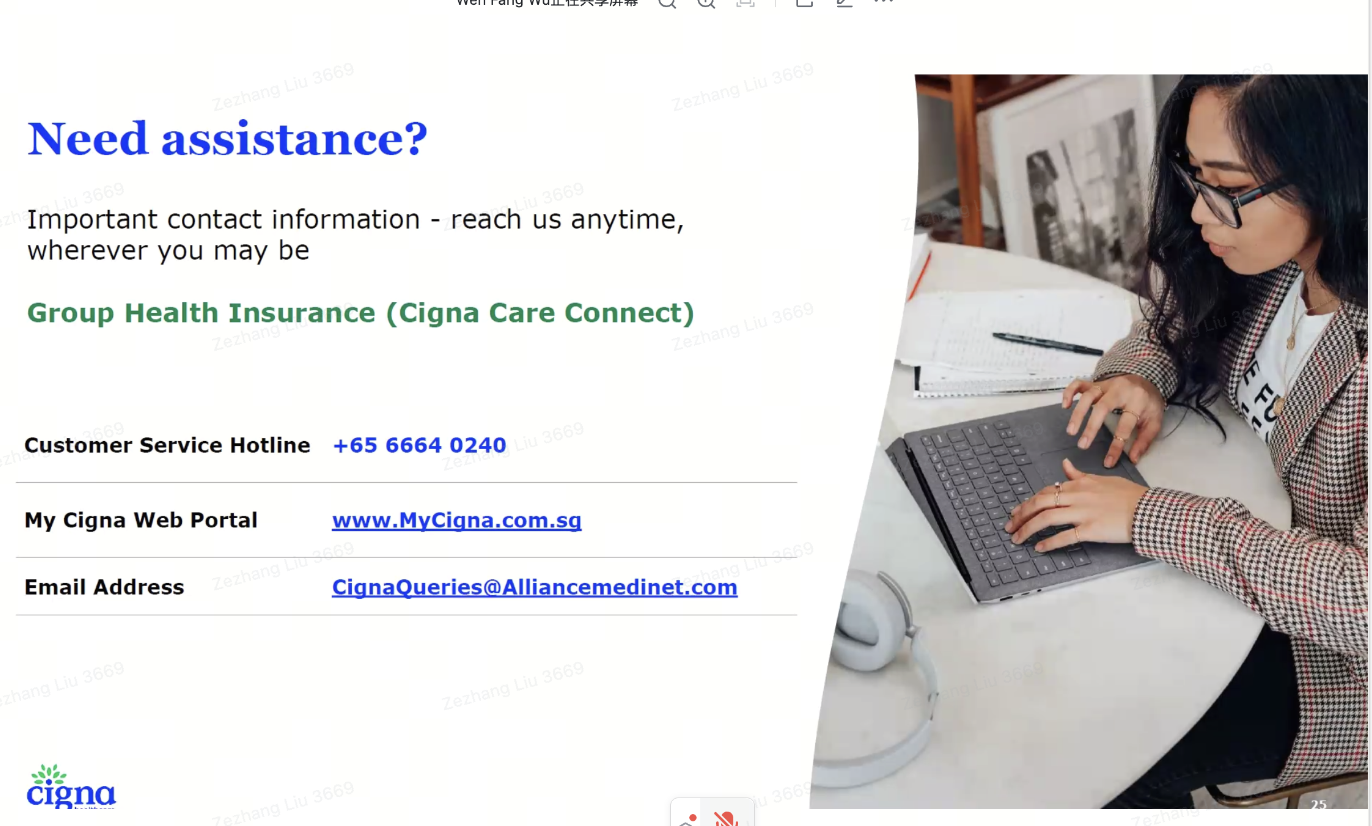 Wen Fang Wu正在共享屏幕
Need assistance?
Important contact information - reach us anytime,
wherever you may be
Group Health Insurance (Cigna Care Connect)
Customer Service Hotline +65 6664 0240
My Cigna Web Portal www.MyCigna.com.sg
Email Address CignaQueries@Alliancemedinet.com
cigna
25
Zezhang Liu 3669